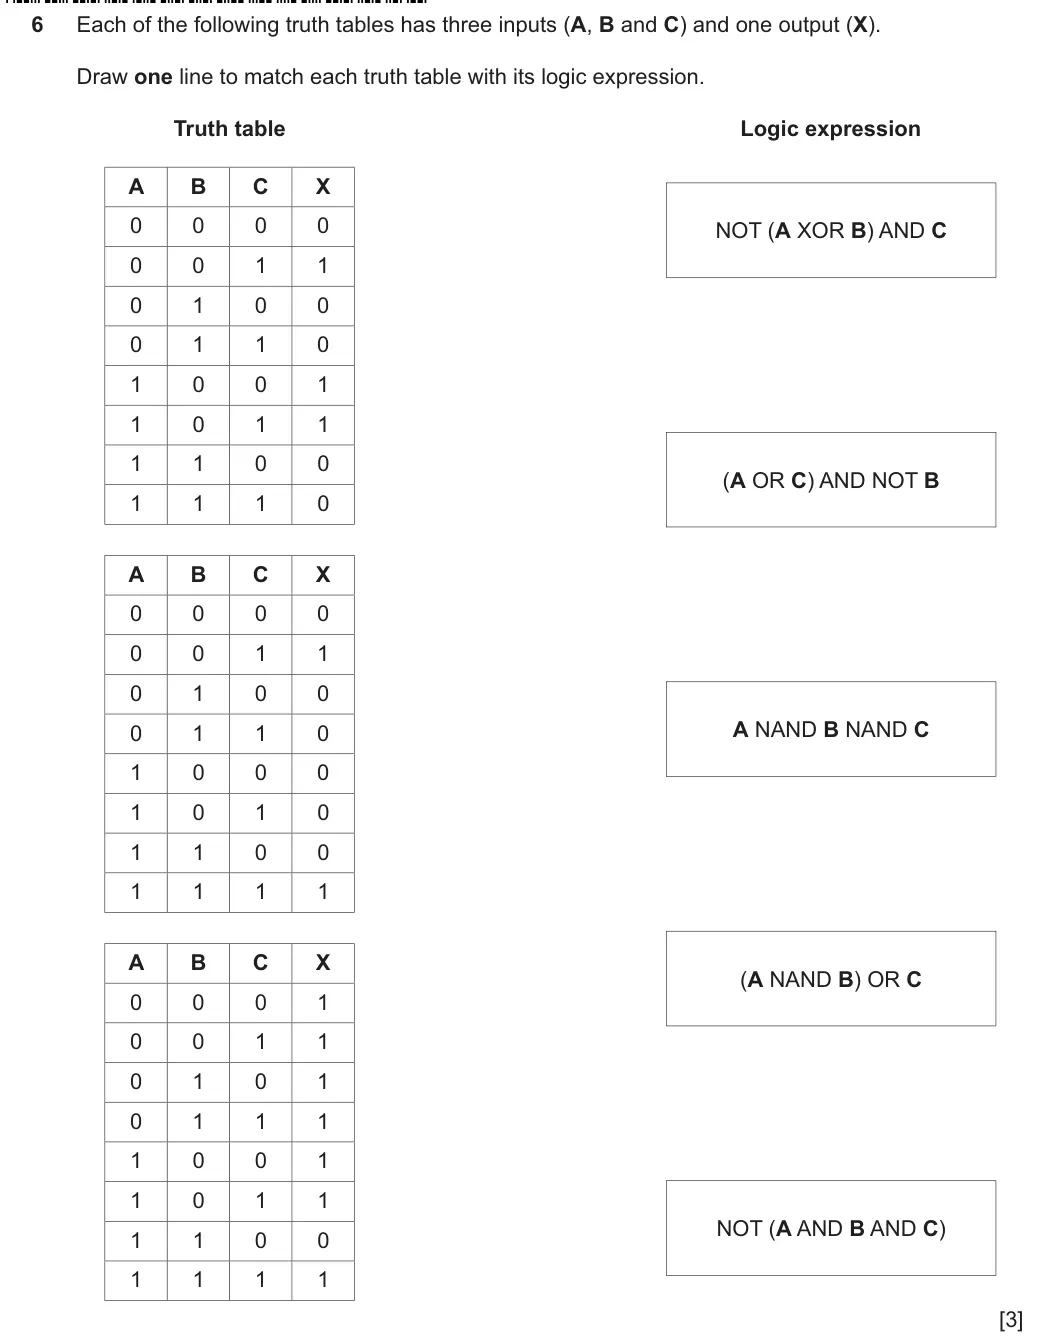 6 Each of the following truth tables has three inputs (A, B and C) and one output (X).
Draw one line to match each truth table with its logic expression.
Truth table
Logic expression
A B C X
0 0 0 0
0 0 1 1
0 1 0 0
0 1 1 0
1 0 0 1
1 0 1 1
1 1 0 0
1 1 1 0
A B C X
0 0 0 0
0 0 1 1
0 1 0 0
0 1 1 0
1 0 0 0
1 0 1 0
1 1 0 0
1 1 1 1
A B C X
0 0 0 1
0 0 1 1
0 1 0 1
0 1 1 1
1 0 0 1
1 0 1 1
1 1 0 0
1 1 1 1
NOT (A XOR B) AND C
(A OR C) AND NOT B
A NAND B NAND C
(A NAND B) OR C
NOT (A AND B AND C)
[3]